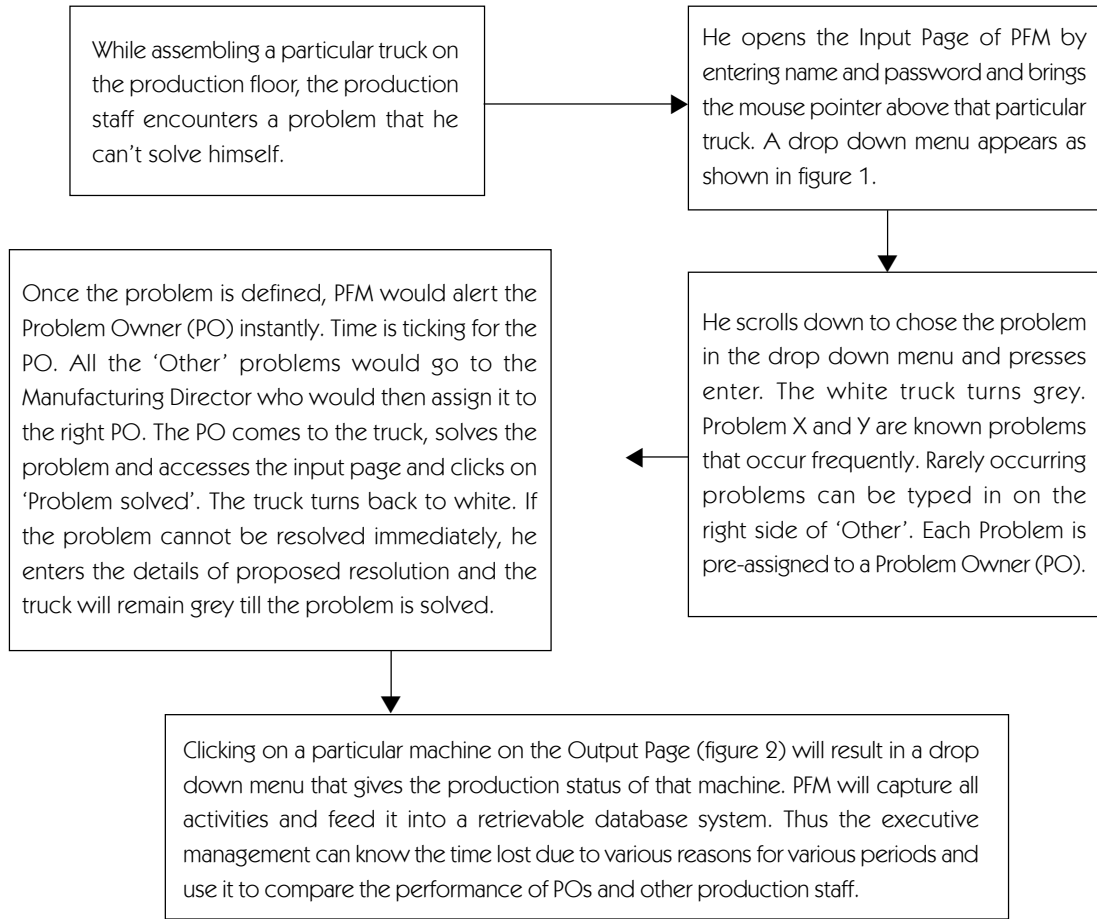 While assembling a particular truck on
the production floor, the production
staff encounters a problem that he
can't solve himself.
He opens the Input Page of PFM by
entering name and password and brings
the mouse pointer above that particular
truck. A drop down menu appears as
shown in figure 1.
He scrolls down to chose the problem
in the drop down menu and presses
enter. The white truck turns grey.
Problem X and Y are known problems
that occur frequently. Rarely occurring
problems can be typed in on the
right side of 'Other'. Each Problem is
pre-assigned to a Problem Owner (PO).
Once the problem is defined, PFM would alert the
Problem Owner (PO) instantly. Time is ticking for the
PO. All the 'Other' problems would go to the
Manufacturing Director who would then assign it to
the right PO. The PO comes to the truck, solves the
problem and accesses the input page and clicks on
'Problem solved'. The truck turns back to white. If
the problem cannot be resolved immediately, he
enters the details of proposed resolution and the
truck will remain grey till the problem is solved.
Clicking on a particular machine on the Output Page (figure 2) will result in a drop
down menu that gives the production status of that machine. PFM will capture all
activities and feed it into a retrievable database system. Thus the executive
management can know the time lost due to various reasons for various periods and
use it to compare the performance of POs and other production staff.